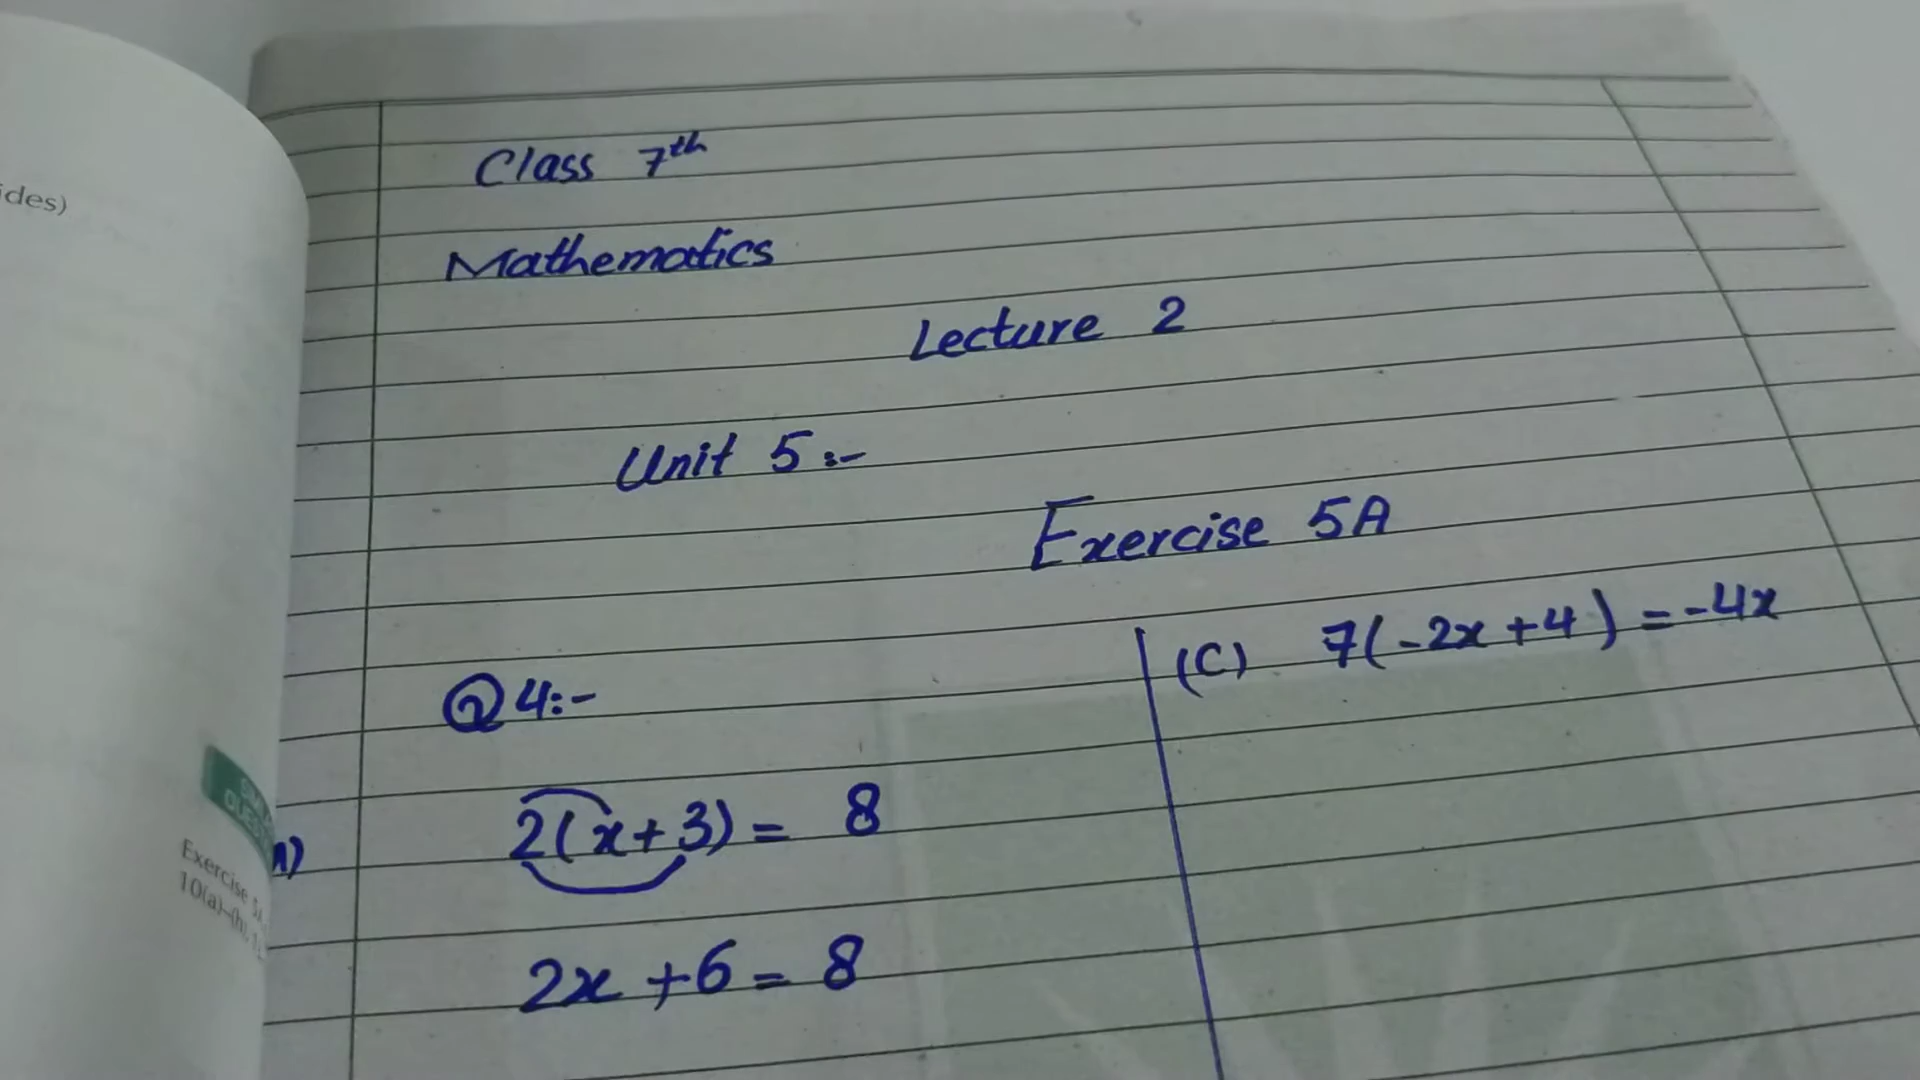 ides)
Class 7th
Mathematics
Lecture 2
Unit 5:-
Exercise 5A
Q4:-
2(x+3) = 8
2x +6 = 8
(C) 7(-2x+4) = -4x
Exercise
10(a)-(h),